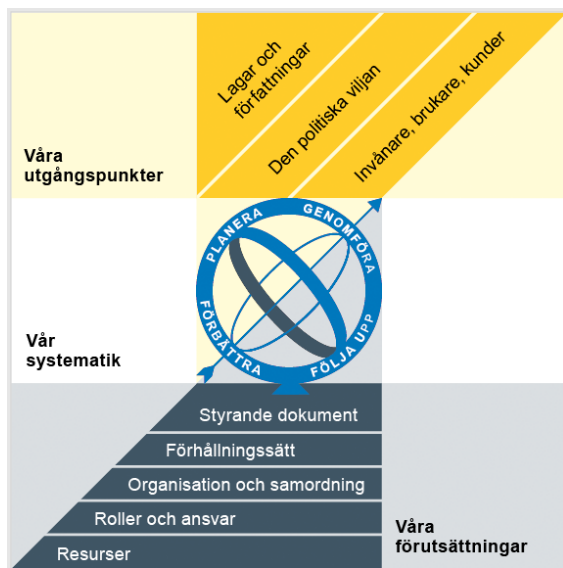 Lagar och
författningar
Den politiska viljan
Invånare, brukare, kunder
Våra
utgångspunkter
PLANERA
GENOMFÖRA
FÖLJA UPP
FÖRBÄTTRA
Vår
systematik
Styrande dokument
Förhållningssätt
Organisation och samordning
Roller och ansvar
Resurser
Våra
förutsättningar